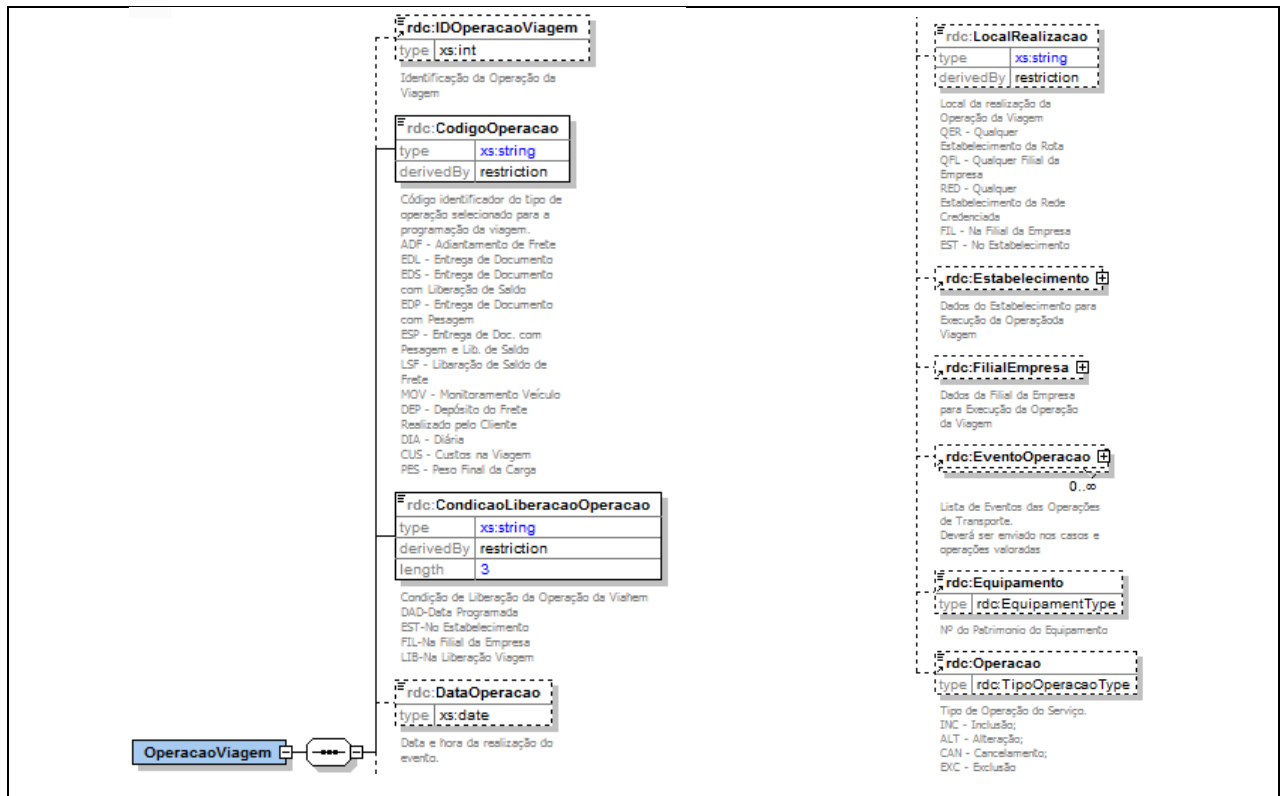 rdc:IDOperacaoViagem
type xs:int
Identificação da Operação da
Viagem
rdc:CodigoOperacao
type xs:string
derivedBy restriction
Código identificador do tipo de
operação selecionado para a
programação da viagem.
ADF - Adiantamento de Frete
EDL - Entrega de Documento
EDS - Entrega de Documento
com Liberação de Saldo
EDP - Entrega de Documento
com Pesagem
ESP - Entrega de Doc. com
Pesagem e Lib. de Saldo
LSF - Libaração de Saldo de
Frete
MOV - Monitoramento Veículo
DEP - Depósito do Frete
Realizado pelo Cliente
DIA - Diária
CUS - Custos na Viagem
PES - Peso Final da Carga
rdc:CondicaoLiberacaoOperacao
type xs:string
derivedBy restriction
length 3
Condição de Liberação da Operação da Viahem
DAD-Data Programada
EST-No Estabelecimento
FIL-Na Filial da Empresa
LIB-Na Liberação Viagem
rdc:DataOperacao
type xs:date
Data e hora da realização do
evento.
OperacaoViagem
rdc:LocalRealizacao
type xs:string
derivedBy restriction
Local da realização da
Operação da Viagem
QER - Qualquer
Estabelecimento da Rota
QFL - Qualquer Filial da
Empresa
RED - Qualquer
Estabelecimento da Rede
Credenciada
FIL - Na Filial da Empresa
EST - No Estabelecimento
rdc:Estabelecimento
Dados do Estabelecimento para
Execução da Operaçãoda
Viagem
rdc:FilialEmpresa
Dados da Filial da Empresa
para Execução da Operação
da Viagem
rdc:EventoOperacao
0..∞
Lista de Eventos das Operações
de Transporte.
Deverá ser enviado nos casos e
operações valoradas
rdc:Equipamento
type rdc:EquipamentType
Nº do Patrimonio do Equipamento
rdc:Operacao
type rdc:TipoOperacaoType
Tipo de Operação do Serviço.
INC - Inclusão;
ALT - Alteração;
CAN - Cancelamento;
EXC - Exclusão